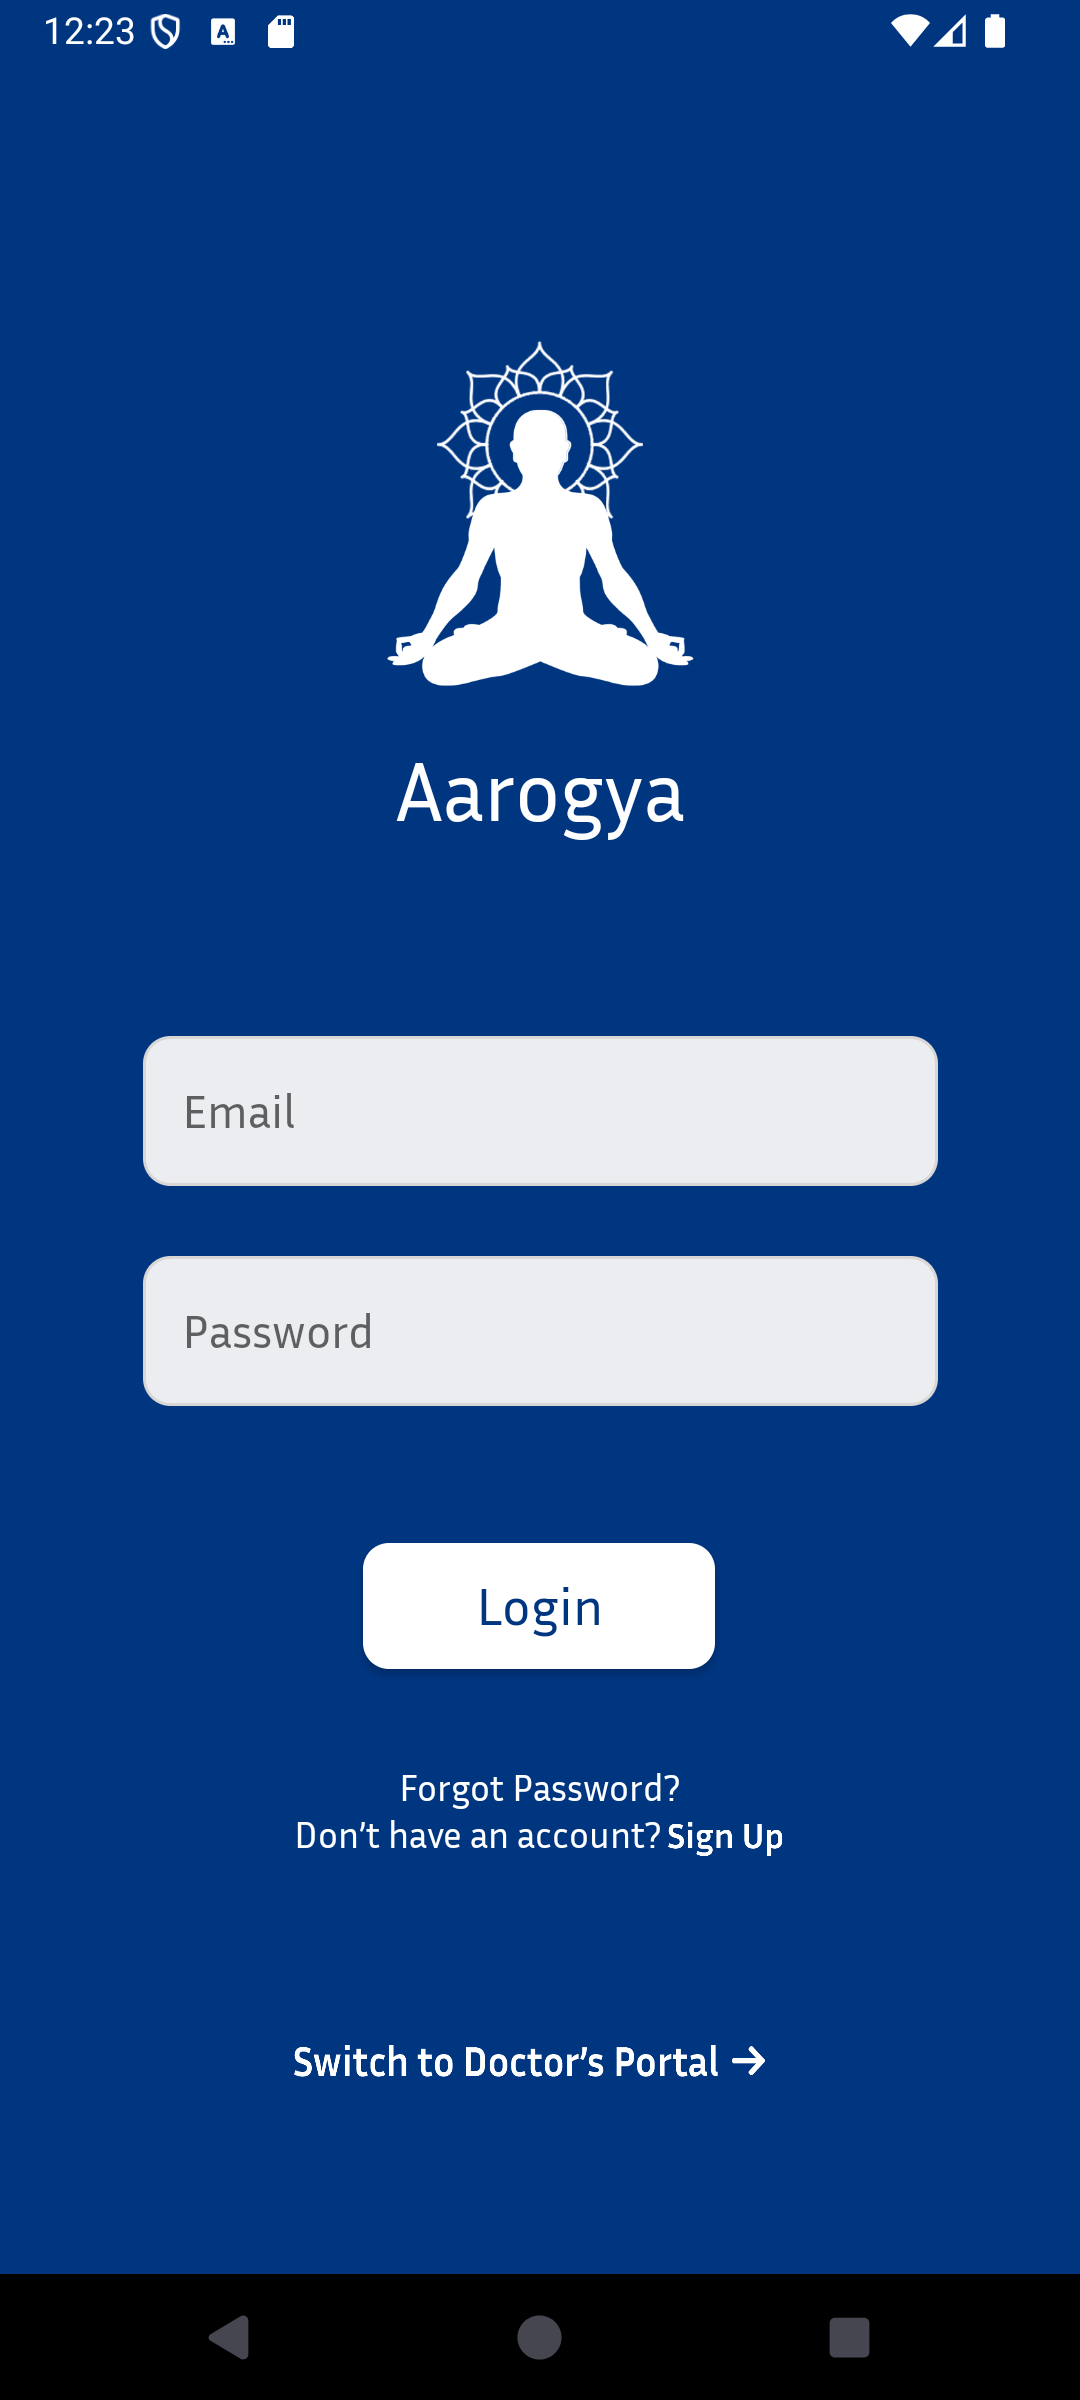 12:23
Aarogya
Email
Password
Login
Forgot Password?
Don't have an account? Sign Up
Switch to Doctor's Portal →